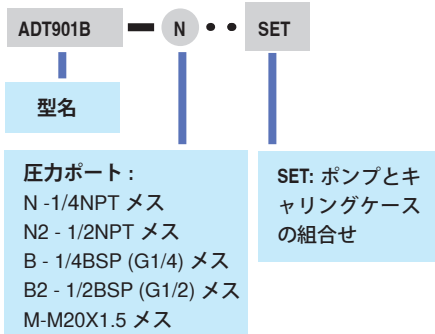 ADT901B — N ・・ SET
型名
圧力ポート :
N -1/4NPT メス
N2 - 1/2NPT メス
B - 1/4BSP (G1/4) メス
B2 - 1/2BSP (G1/2) メス
M-M20X1.5 メス
SET: ポンプとキ
ャリングケース
の組合せ